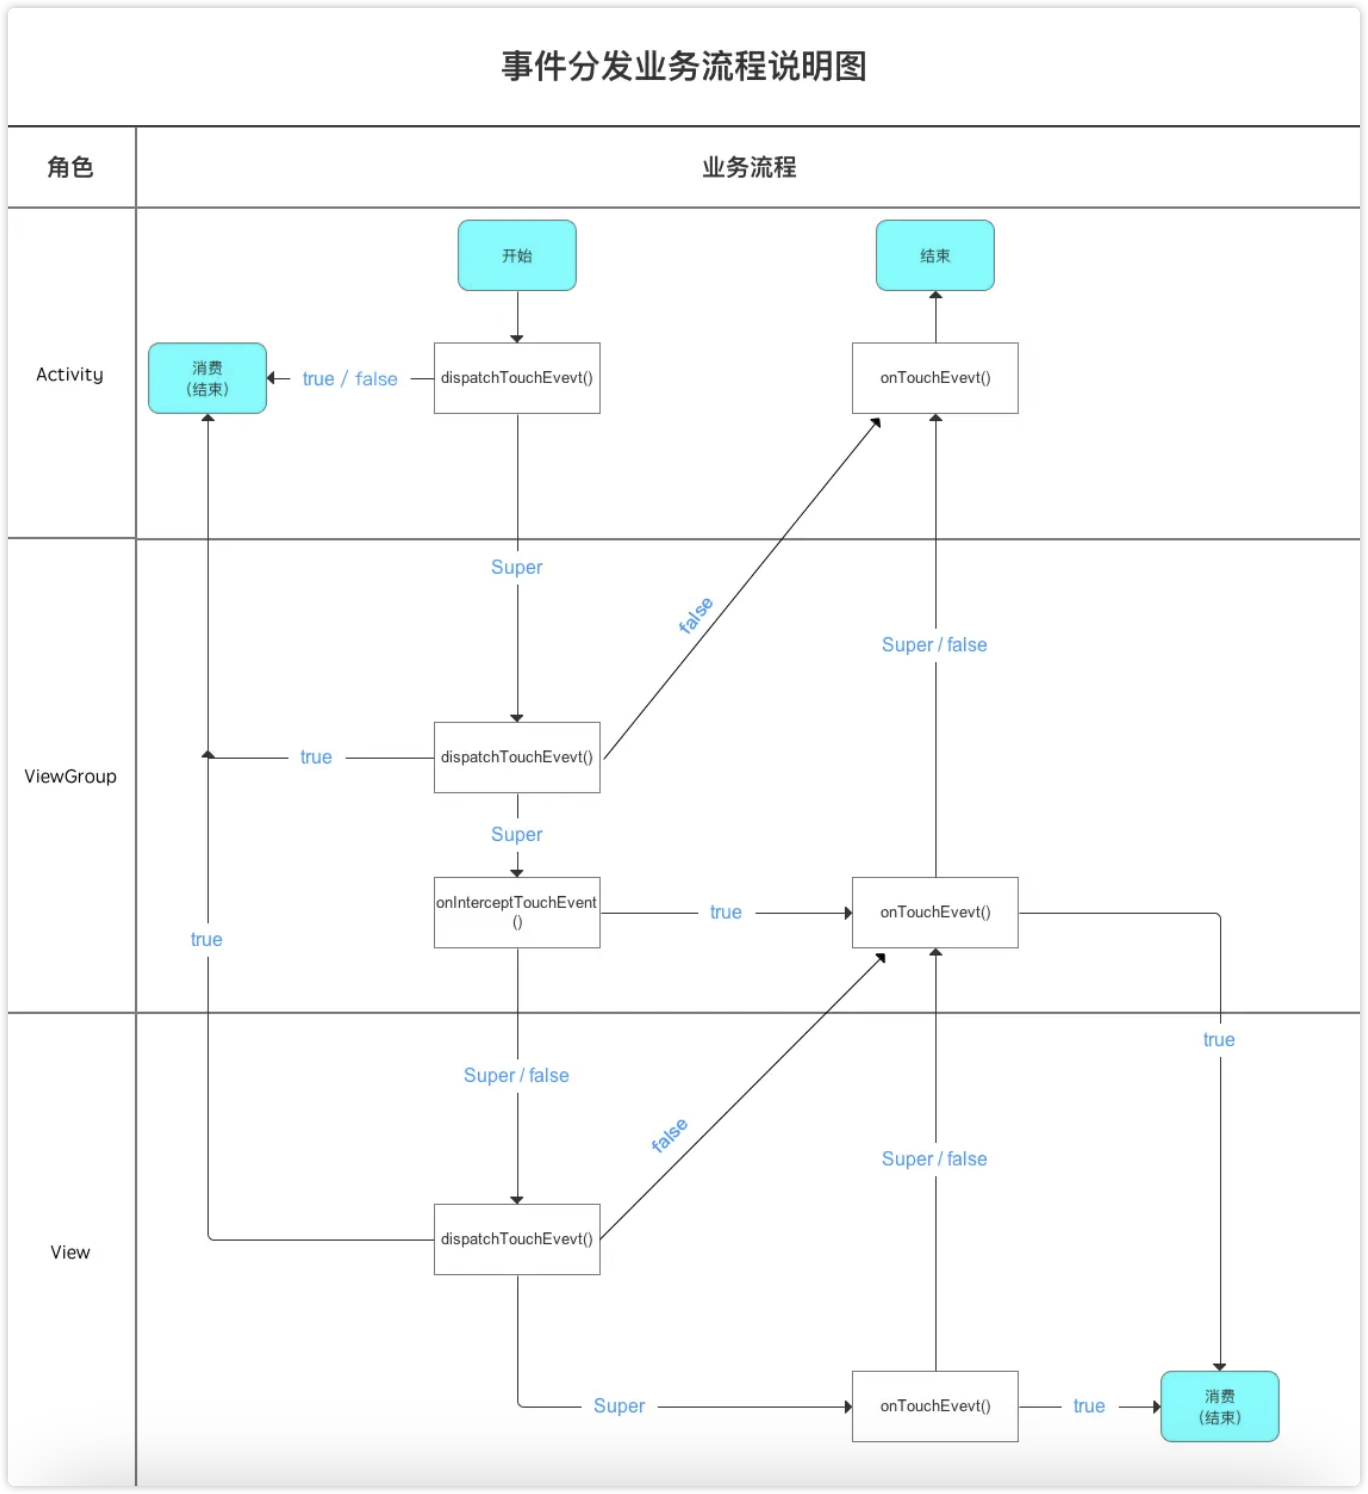 事件分发业务流程说明图
角色
业务流程
开始
结束
Activity
消费
(结束)
true / false
dispatchTouchEvevt()
onTouchEvevt()
Super
false
Super / false
ViewGroup
true
dispatchTouchEvevt()
Super
onInterceptTouchEvent
()
true
onTouchEvevt()
true
true
Super / false
false
Super / false
View
dispatchTouchEvevt()
Super
onTouchEvevt()
true
消费
(结束)